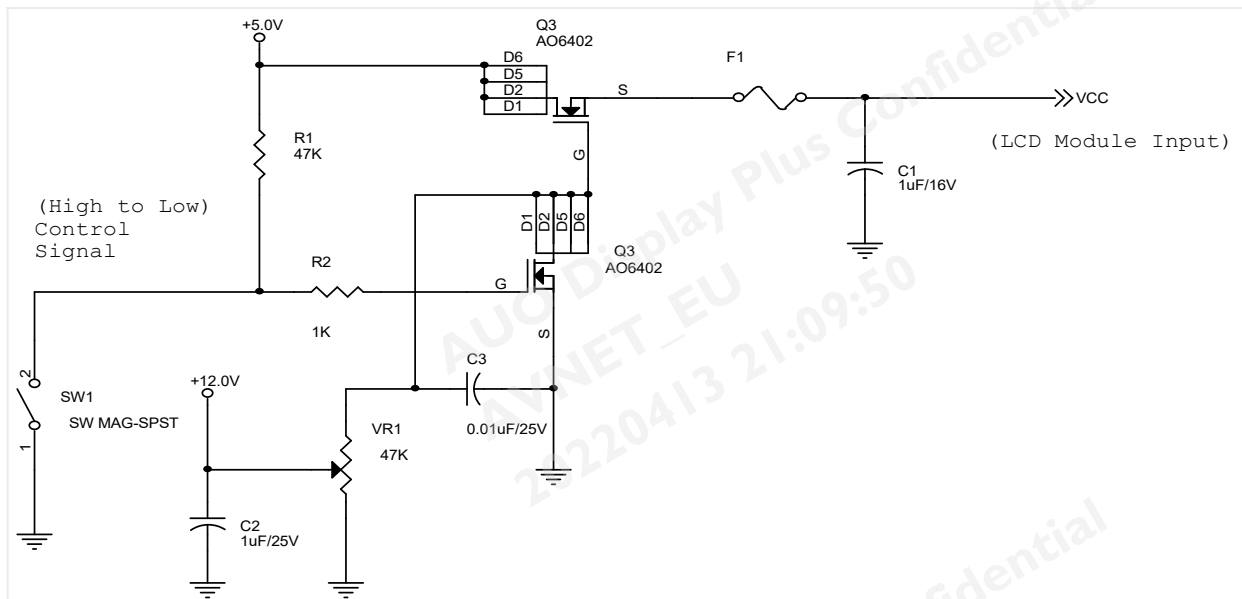 +5.0V
Q3
AO6402
D6
D5
D2
D1
S
F1
VCC
(LCD Module Input)
R1
47K
G
C1
1uF/16V
(High to Low)
Control
Signal
D1
D2
D5
D6
Q3
AO6402
R2
G
1K
S
C3
0.01uF/25V
+12.0V
2
SW1
SW MAG-SPST
1
VR1
47K
C2
1uF/25V
AUO Display Plus Confidential
AVNET_EU
20220413 21:09:50
nfidential